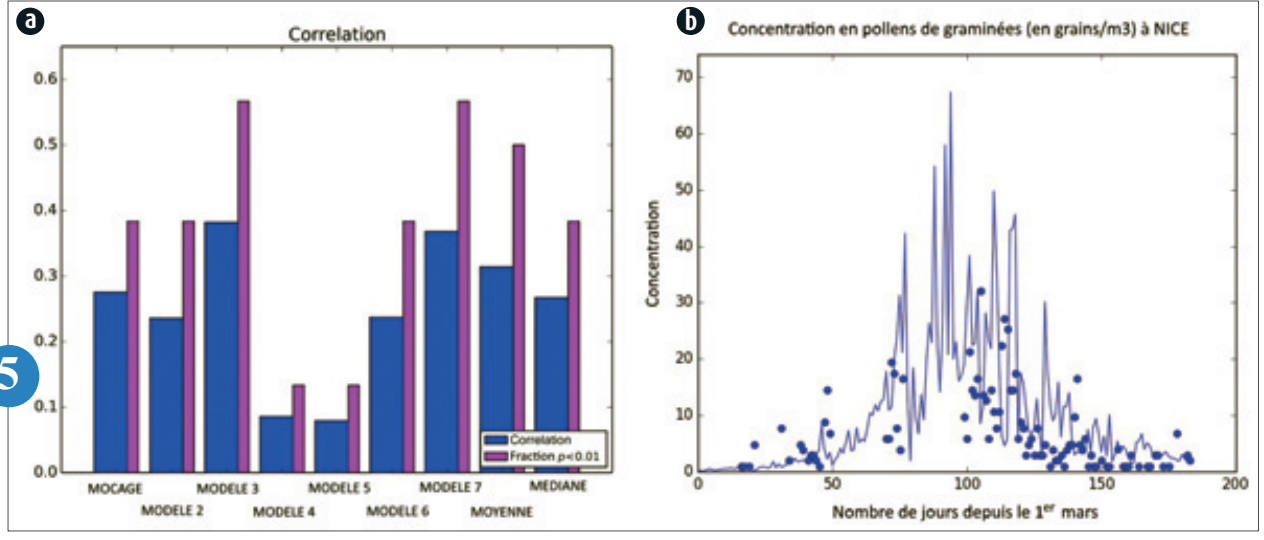 a
Correlation
0.6
0.5
0.4
0.3
0.2
0.1
0.0
Correlation
Fraction p<0.01
MOCAGE MODELE 3 MODELE 5 MODELE 7 MEDIANE
MODELE 2 MODELE 4 MODELE 6 MOYENNE
5
b
Concentration en pollens de graminées (en grains/m3) à NICE
Concentration
70
60
50
40
30
20
10
0
0 50 100 150 200
Nombre de jours depuis le 1er mars